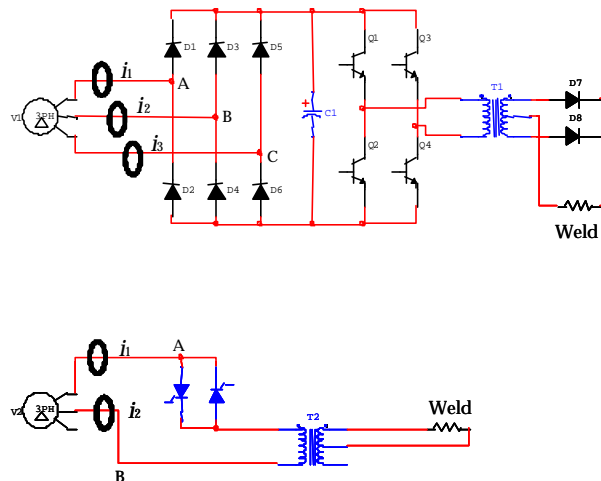 D1 D3 D5 Q1 Q3
i1 A T1 D7
V1 3PH i2 B C1 D8
i3 C Q2 Q4
D2 D4 D6
Weld
i1 A
V2 3PH i2 T2 Weld
B